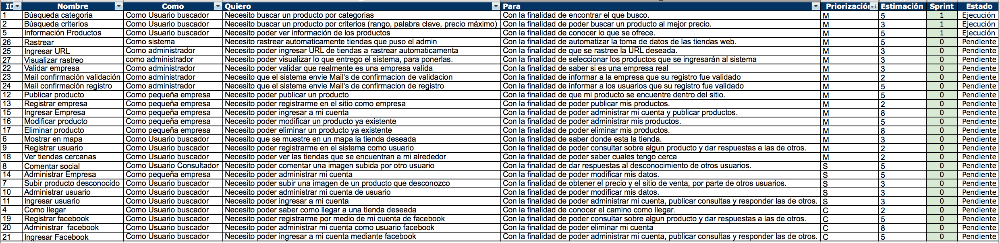 ID Nombre Como Quiero Para Priorización Estimación Sprint Estado
1 Búsqueda categoria Como Usuario buscador Necesito buscar un producto por categorias Con la finalidad de encontrar el que busco. M 5 1 Ejecución
2 Búsqueda criterios Como Usuario buscador Necesito buscar un producto por criterios (rango, palabra clave, precio máximo) Con la finalidad de poder buscar un producto al mejor precio. M 3 1 Ejecución
5 Información Productos Como Usuario buscador Necesito poder ver información de los productos Con la finalidad de conocer lo que se ofrece. M 5 1 Ejecución
26 Rastrear Como sistema Necesito rastrear automaticamente tiendas que puso el admin Con la finalidad de automatizar la toma de datos de las tiendas web. M 5 0 Pendiente
25 Ingresar URL Como administrador Necesito poder ingresar URL de tiendas a rastrear automaticamenta Con la finalidad de que se rastree la URL deseada. M 3 0 Pendiente
27 Visualizar rastreo como administrador Necesito poder visualizar lo que entrego el sistema, para ponerlas. Con la finalidad de seleccionar los productos que se ingresarán al sistema M 3 0 Pendiente
22 Validar empresa Como administrador Necesito poder validar que realmente es una empresa valida Con la finalidad de saber si es una empresa real M 3 0 Pendiente
23 Mail confirmación validación Como administrador Necesito que el sistema envie Mail's de confirmacion de validacion Con la finalidad de informar a la empresa que su registro fue validado M 2 0 Pendiente
24 Mail confirmación registro Como administrador Necesito que el sistema envie Mail's de confirmacion de registro Con la finalidad de informar a los usuarios que su registro fue validado M 5 0 Pendiente
12 Publicar producto Como pequeña empresa Necesito poder publicar un producto Con la finalidad de que mi producto se encuentre dentro del sitio. M 5 0 Pendiente
13 Registrar empresa Como pequeña empresa Necesito poder registrarme en el sitio como empresa Con la finalidad de poder publicar mis productos. M 2 0 Pendiente
15 Ingresar Empresa Como pequeña empresa Necesito poder ingresar a mi cuenta Con la finalidad de poder administrar mi cuenta y publicar productos. M 8 0 Pendiente
16 Modificar producto Como pequeña empresa Necesito poder modificar un producto ya existente Con la finalidad de poder administrar mis productos. M 5 0 Pendiente
17 Eliminar producto Como pequeña empresa Necesito poder eliminar un producto ya existente Con la finalidad de poder eliminar mis productos. M 8 0 Pendiente
6 Mostrar en mapa Como Usuario buscador Necesito que se muestre en un mapa la tienda deseada Con la finalidad de saber donde esta la tienda. M 3 0 Pendiente
9 Registrar usuario Como Usuario buscador Necesito poder registrarme en el sistema como usuario Con la finalidad de poder consultar sobre algun producto y dar respuestas a las de otros. M 2 0 Pendiente
18 Ver tiendas cercanas Como Usuario buscador Necesito poder ver las tiendas que se encuentran a mi alrededor Con la finalidad de poder saber cuales tengo cerca M 2 0 Pendiente
8 Comentar social Como Usuario Consultador Necesito poder comentar una imagen subida por otro usuario Con la finalidad de dar respuestas al desconocimiento de otros usuarios. S 5 0 Pendiente
14 Administrar Empresa Como pequeña empresa Necesito poder administrar mi cuenta Con la finalidad de poder modificar mis datos. S 5 0 Pendiente
7 Subir producto desconocido Como Usuario buscador Necesito poder subir una imagen de un producto que desconozco Con la finalidad de obtener el precio y el sitio de venta, por parte de otros usuarios. S 3 0 Pendiente
10 Administrar usuario Como Usuario buscador Necesito poder administrar mi cuenta de usuario Con la finalidad de poder modificar mis datos. S 3 0 Pendiente
11 Ingresar usuario Como Usuario buscador Necesito poder ingresar a mi cuenta Con la finalidad de poder administrar mi cuenta, publicar consultas y responder las de otros. S 3 0 Pendiente
4 Como llegar Como Usuario buscador Necesito poder saber como llegar a una tienda deseada Con la finalidad de conocer el camino como llegar. C 2 0 Pendiente
19 Registrar facebook Como Usuario buscador Necesito poder registrarme por medio de mi cuenta de facebook Con la finalidad de poder consultar sobre algun producto y dar respuestas a las de otros. C 5 0 Pendiente
20 Administrar facebook Como Usuario buscador Necesito poder administrar mi cuenta como usuario facebook Con la finalidad de poder eliminar mi cuenta C 8 0 Pendiente
21 Ingresar Facebook Como Usuario buscador Necesito poder ingresar a mi cuenta mediante facebook Con la finalidad de poder administrar mi cuenta, publicar consultas y responder las de otros. C 5 0 Pendiente